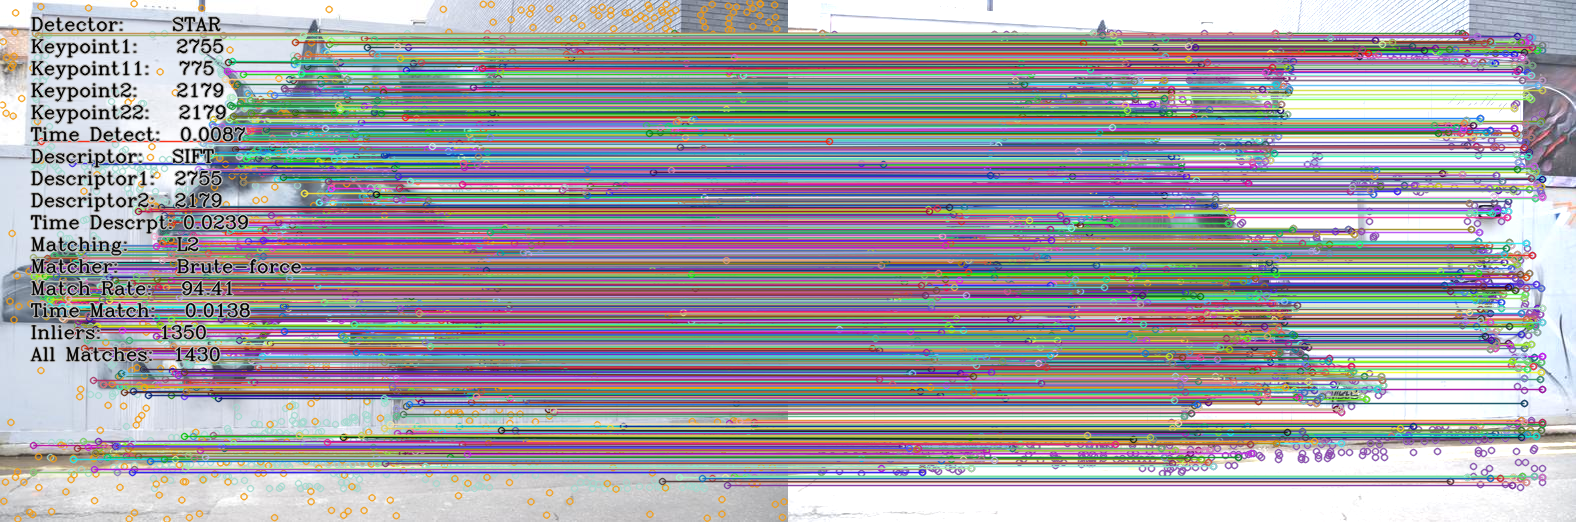 Detector: STAR
Keypoint1: 2755
Keypoint11: 775
Keypoint2: 2179
Keypoint22: 2179
Time Detect: 0.0087
Descriptor: SIFT
Descriptor1: 2755
Descriptor2: 2179
Time Descrpt: 0.0239
Matching: L2
Matcher: Brute-force
Match Rate: 94.41
Time Match: 0.0138
Inliers: 1350
All Matches: 1430